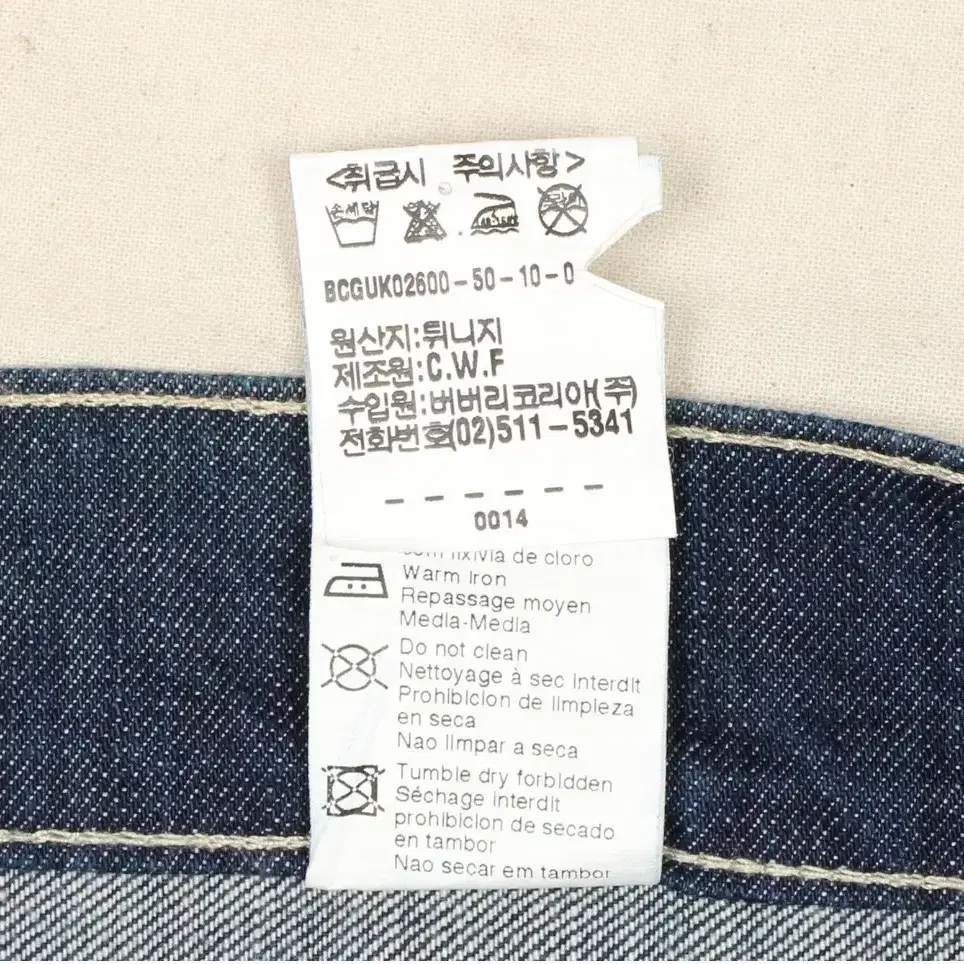 <취급시 주의사항>
손세탁
BCGUK02600-50-10-0
원산지:튀니지
제조원:C.W.F
수입원:버버리코리아(주)
전화번호(02)511-5341
0014
lixivia de cloro
Warm iron
Repassage moyen
Media-Media
Do not clean
Nettoyage à sec interdit
Prohibicion de limpieza
en seca
Nao limpar a seca
Tumble dry forbidden
Séchage interdit
prohibicion de secado
en tambor
Nao secar em tambor